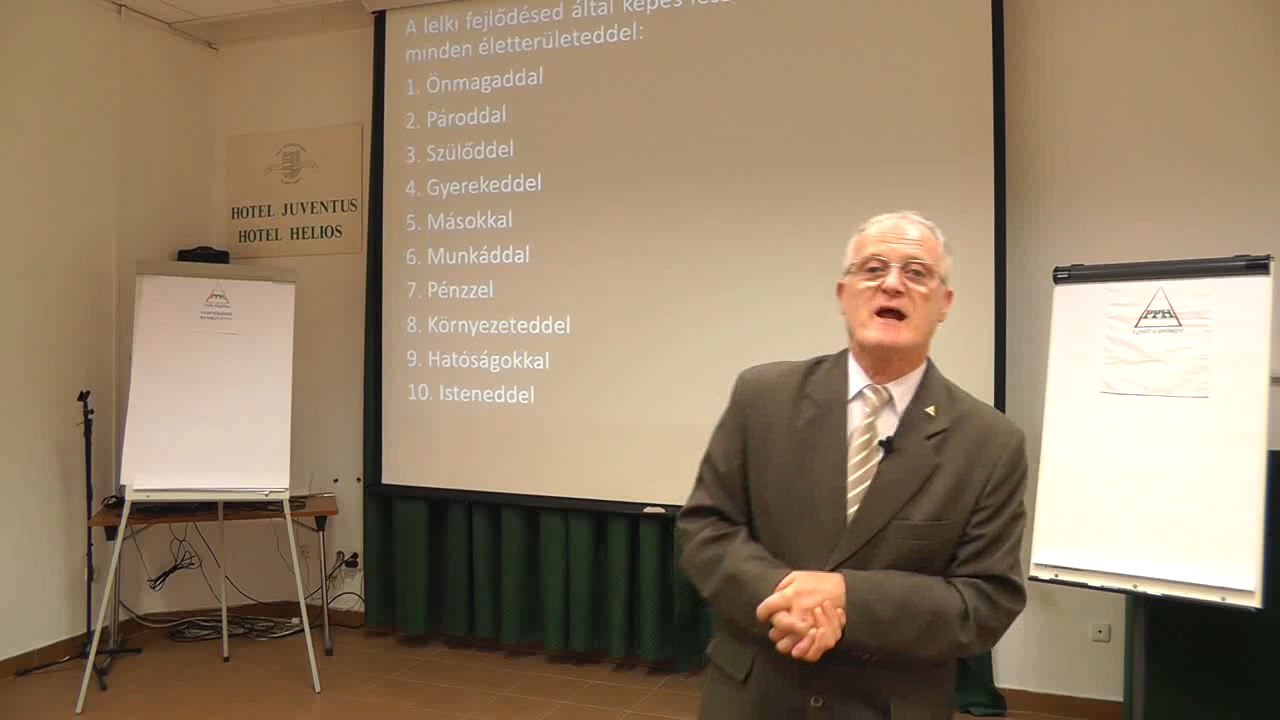 A lelki fejlődésed által képes
minden életterületeddel:
1. Önmagaddal
2. Pároddal
3. Szülőddel
4. Gyerekeddel
5. Másokkal
6. Munkáddal
7. Pénzzel
8. Környezeteddel
9. Hatóságokkal
10. Isteneddel
HOTEL JUVENTUS
HOTEL HELIOS
PPH
PPH